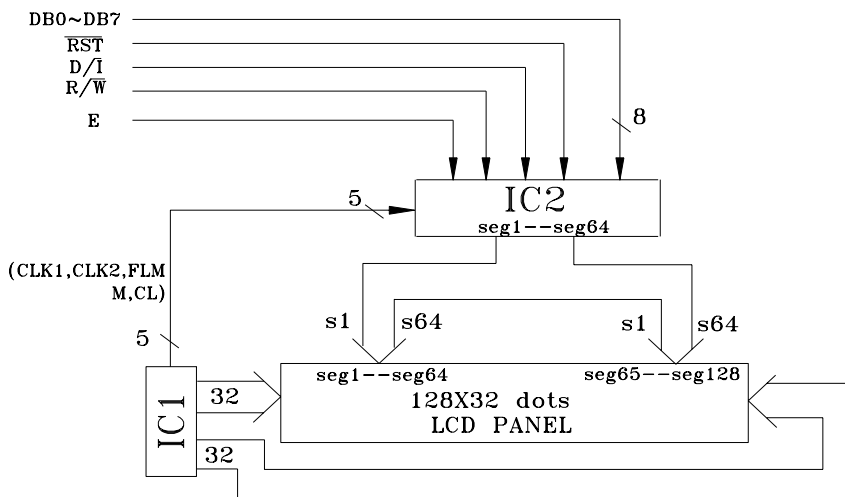 DB0~DB7
RST
D/I
R/W
E
8
5
IC2
seg1--seg64
(CLK1,CLK2,FLM
M,CL)
s1
s64
s1
s64
5
seg1--seg64
seg65--seg128
IC1
32
128X32 dots
LCD PANEL
32